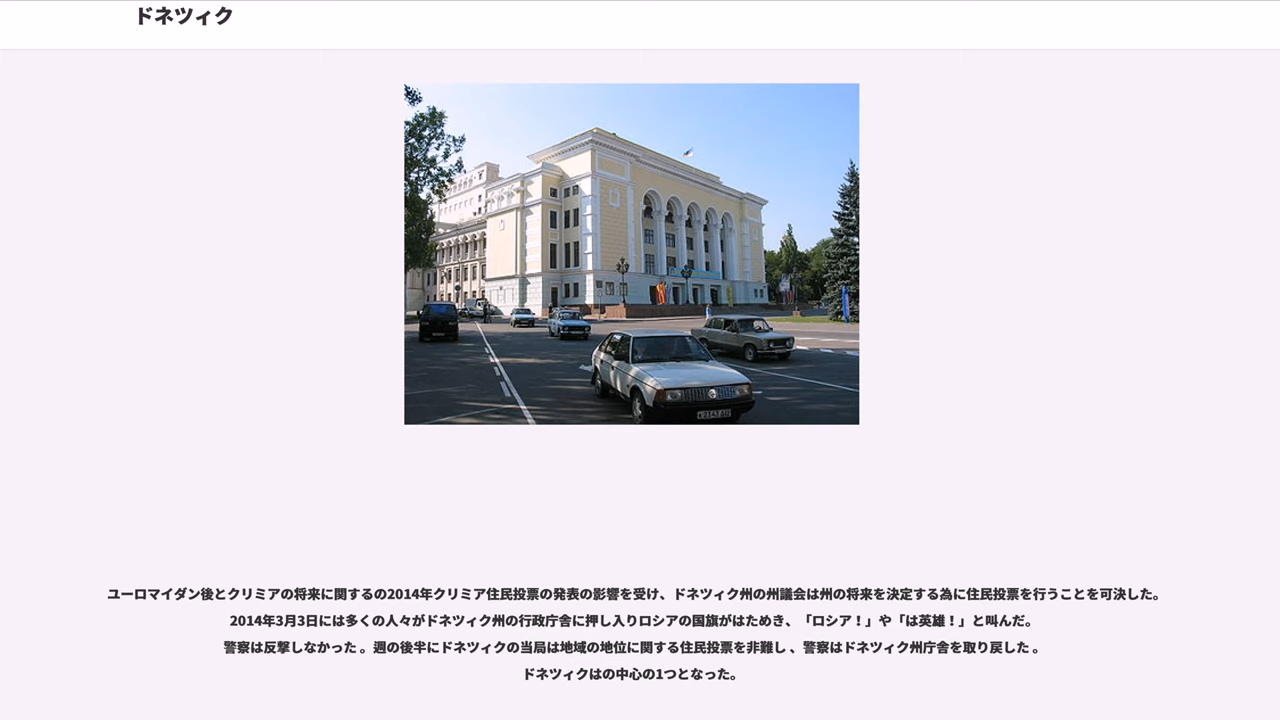 ドネツィク
ユーロマイダン後とクリミアの将来に関するの2014年クリミア住民投票の発表の影響を受け、ドネツィク州の州議会は州の将来を決定する為に住民投票を行うことを可決した。
2014年3月3日には多くの人々がドネツィク州の行政庁舎に押し入りロシアの国旗がはためき、「ロシア！」や「は英雄！」と叫んだ。
警察は反撃しなかった 。週の後半にドネツィクの当局は地域の地位に関する住民投票を非難し 、警察はドネツィク州庁舎を取り戻した 。
ドネツィクはの中心の1つとなった。